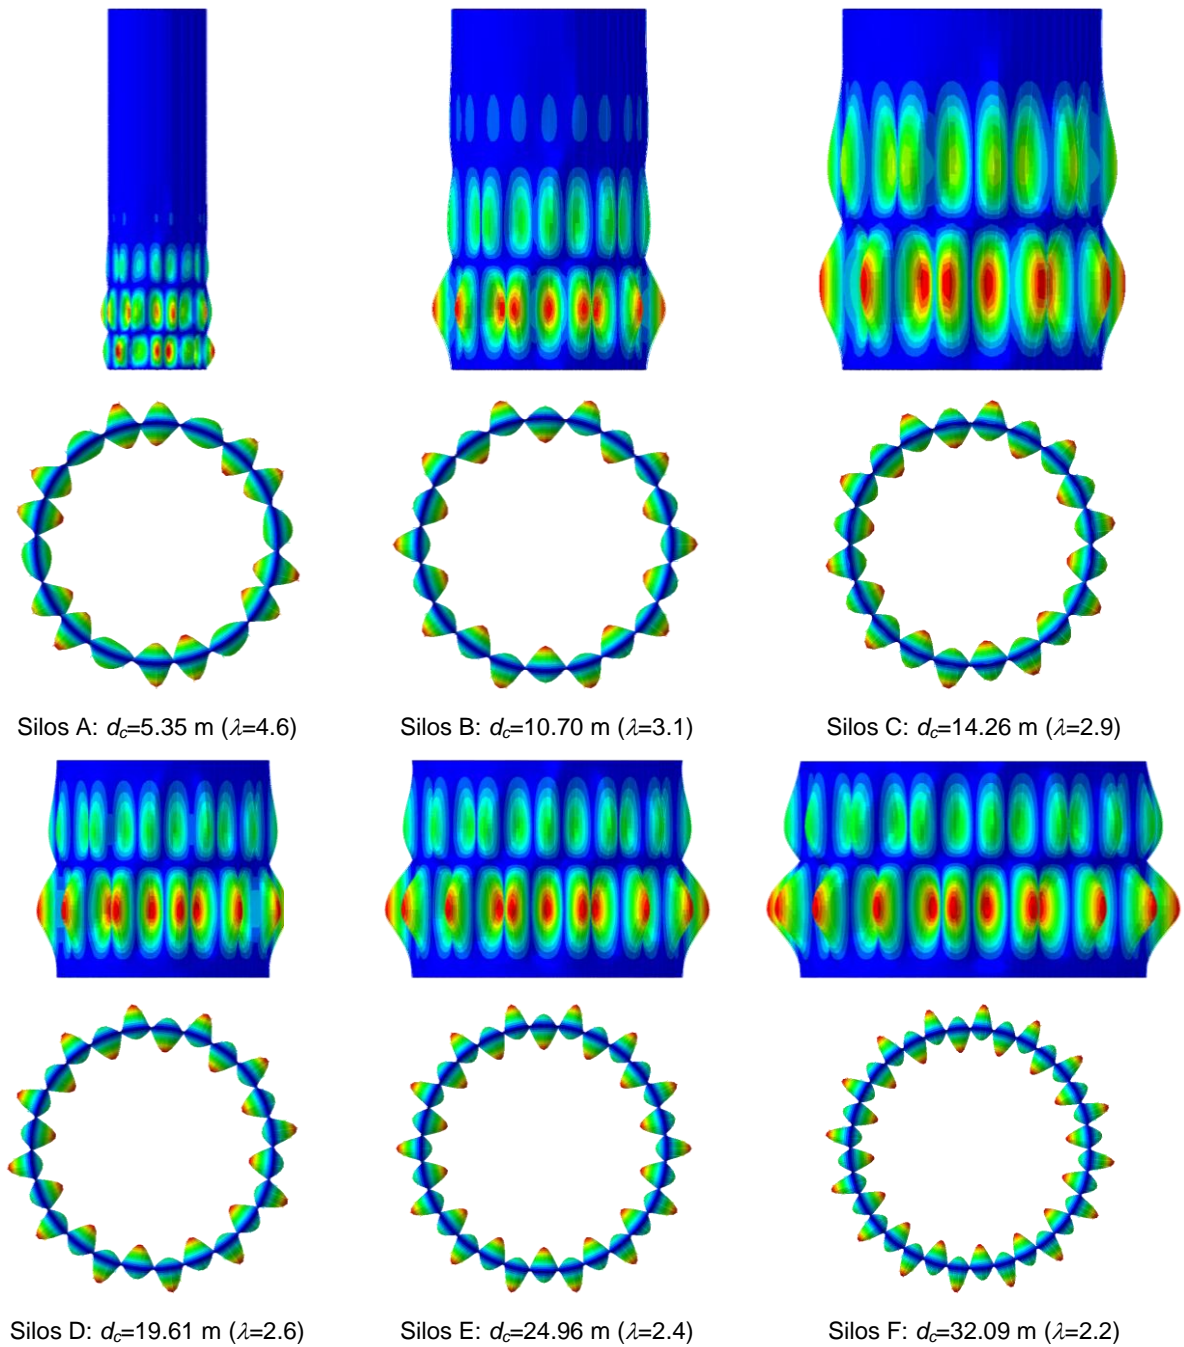 Silos A: dc=5.35 m (λ=4.6)
Silos B: dc=10.70 m (λ=3.1)
Silos C: dc=14.26 m (λ=2.9)
Silos D: dc=19.61 m (λ=2.6)
Silos E: dc=24.96 m (λ=2.4)
Silos F: dc=32.09 m (λ=2.2)